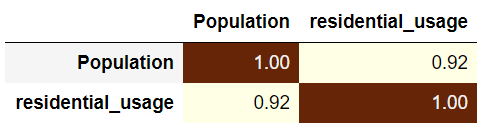 Population residential_usage
Population 1.00 0.92
residential_usage 0.92 1.00